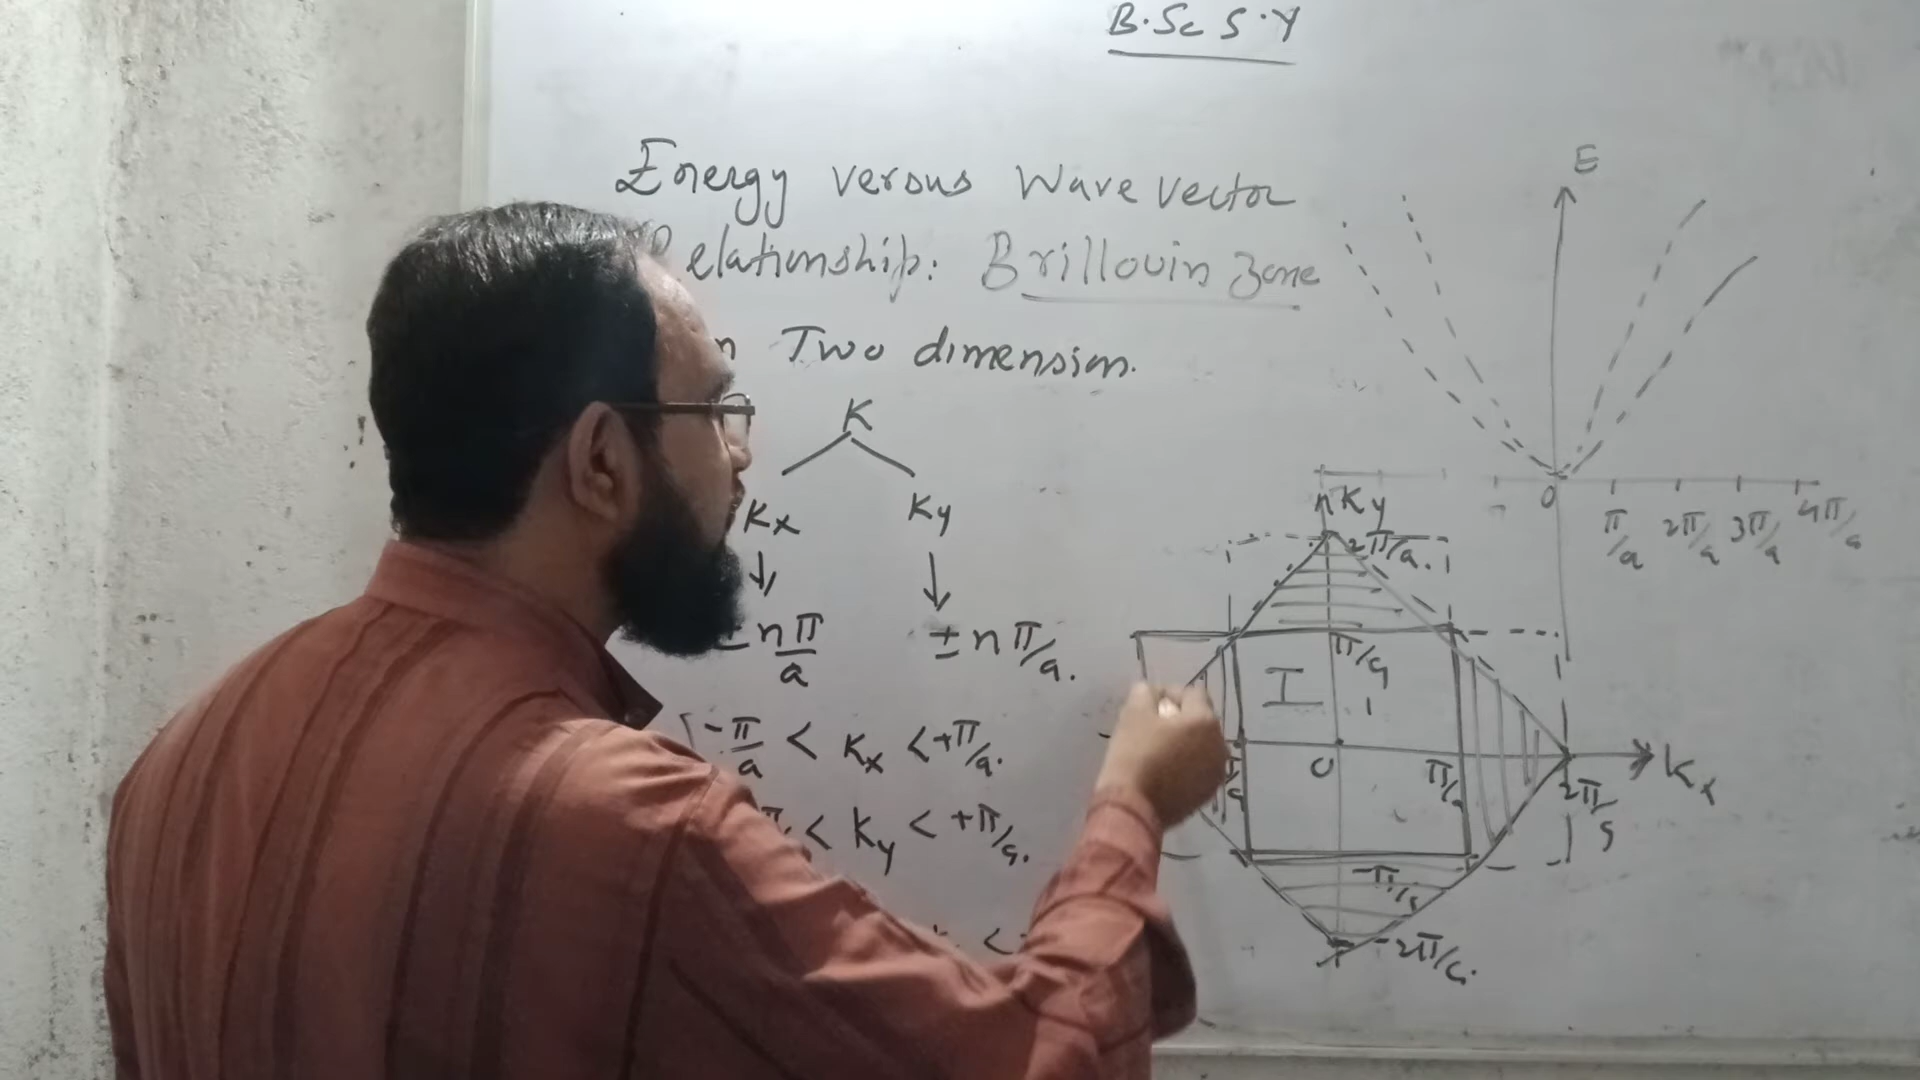 B.Sc S.Y
Energy versus Wave vector
Relationship: Brillouin Zone
n Two dimension.
K
Kx Ky
± nπ/a ± nπ/a.
-π/a < Kx < +π/a.
π < Ky < +π/a.
<
E
0 π/a 2π/a 3π/a 4π/a
Ky
2π/a.
π/a
I
0 π/a 2π/a Kx
-π/a
-2π/a